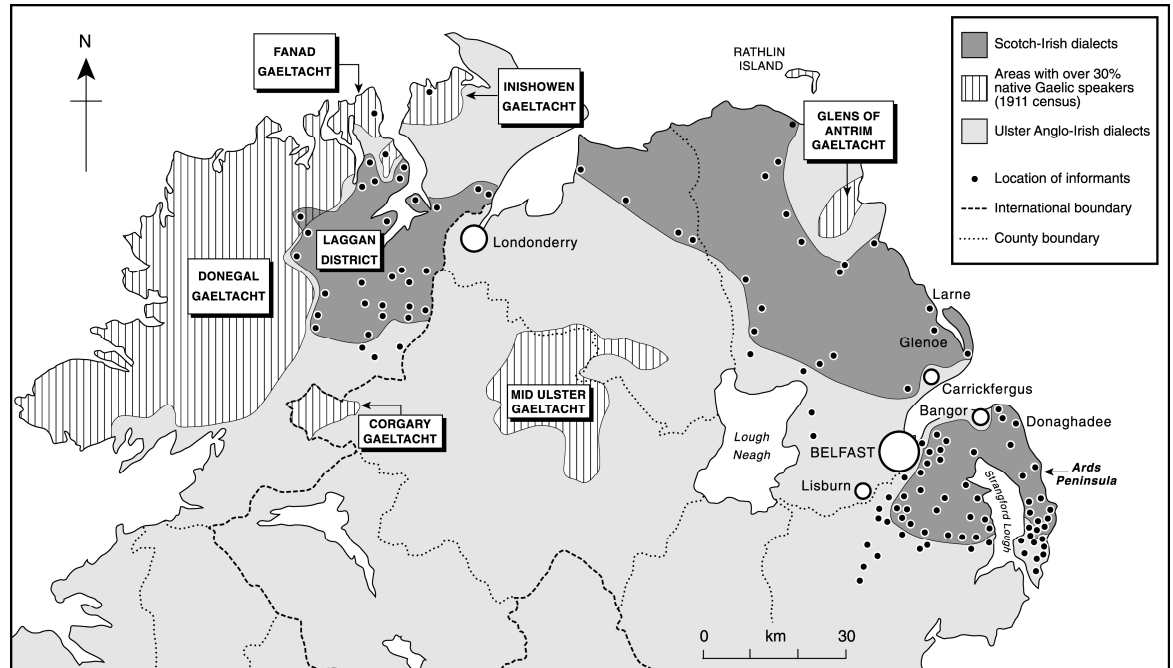 N
FANAD
GAELTACHT
INISHOWEN
GAELTACHT
RATHLIN
ISLAND
GLENS OF
ANTRIM
GAELTACHT
Scotch-Irish dialects
Areas with over 30%
native Gaelic speakers
(1911 census)
Ulster Anglo-Irish dialects
Location of informants
International boundary
County boundary
LAGGAN
DISTRICT
Londonderry
DONEGAL
GAELTACHT
Larne
Glenoe
MID ULSTER
GAELTACHT
Carrickfergus
Bangor
Donaghadee
CORGARY
GAELTACHT
Lough
Neagh
BELFAST
Ards
Peninsula
Lisburn
Strangford Lough
0 km 30